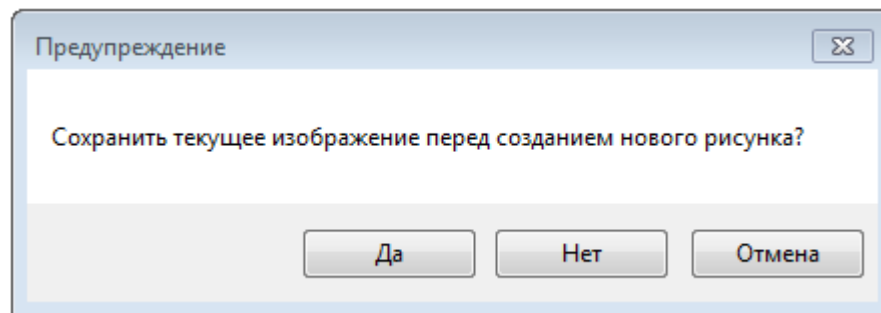 Предупреждение
Сохранить текущее изображение перед созданием нового рисунка?
Да Нет Отмена